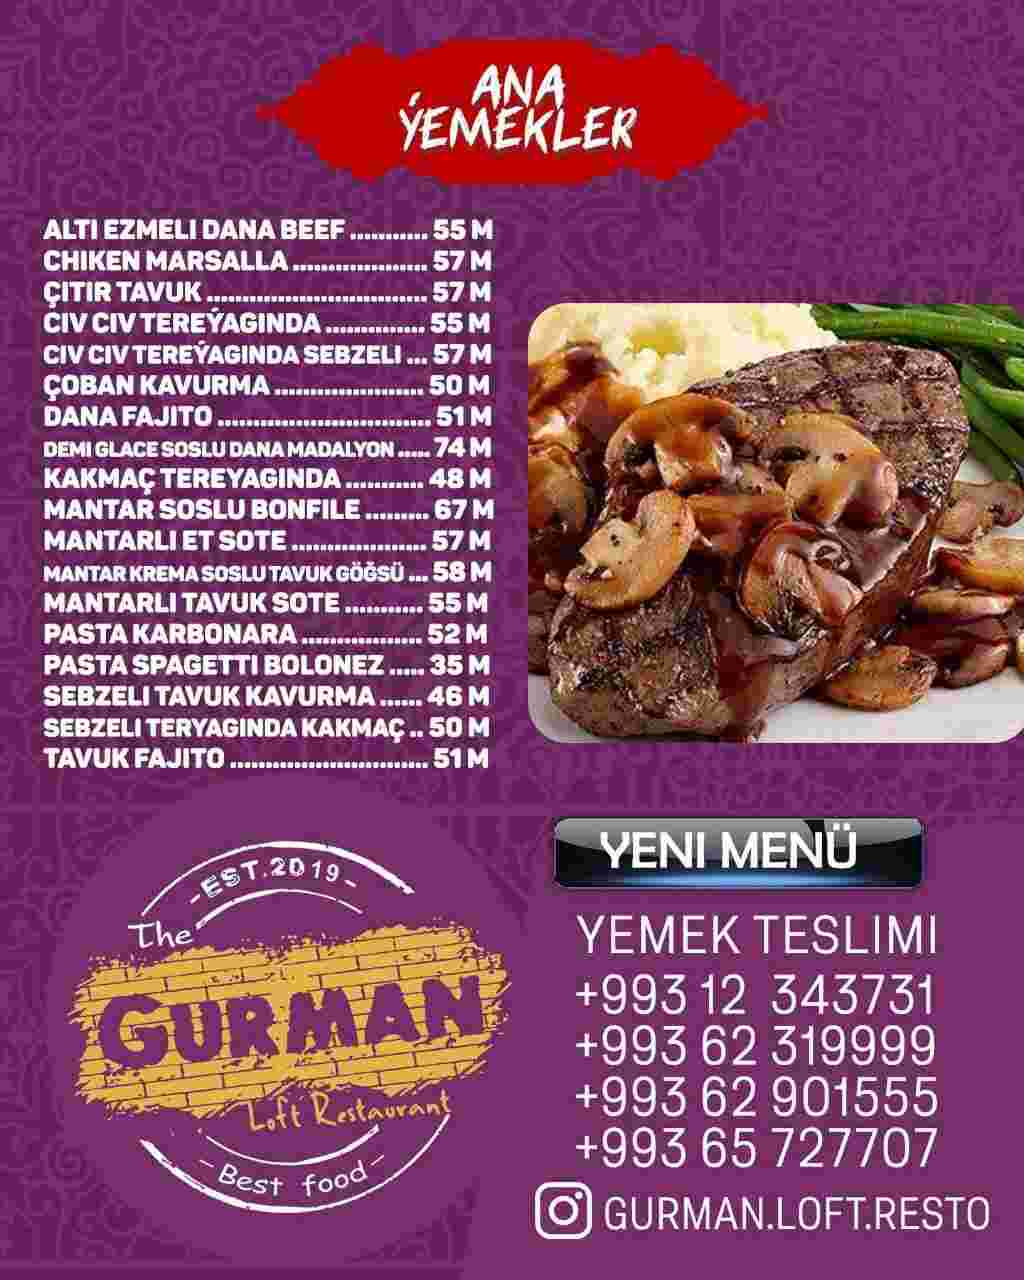 ANA
ÝEMEKLER
ALTI EZMELI DANA BEEF ........... 55 M
CHIKEN MARSALLA ................... 57 M
ÇITIR TAVUK ............................... 57 M
CIV CIV TEREÝAGINDA .............. 55 M
CIV CIV TEREÝAGINDA SEBZELI ... 57 M
ÇOBAN KAVURMA ..................... 50 M
DANA FAJITO .............................. 51 M
DEMI GLACE SOSLU DANA MADALYON ..... 74 M
KAKMAÇ TEREYAGINDA ........... 48 M
MANTAR SOSLU BONFILE ......... 67 M
MANTARLI ET SOTE ................... 57 M
MANTAR KREMA SOSLU TAVUK GÖĞSÜ ... 58 M
MANTARLI TAVUK SOTE ........... 55 M
PASTA KARBONARA ................. 52 M
PASTA SPAGETTI BOLONEZ ..... 35 M
SEBZELI TAVUK KAVURMA ...... 46 M
SEBZELI TERYAGINDA KAKMAÇ .. 50 M
TAVUK FAJITO ............................ 51 M
-EST.2019-
The
GURMAN
Loft Restaurant
- Best food -
YENI MENÜ
YEMEK TESLIMI
+993 12 343731
+993 62 319999
+993 62 901555
+993 65 727707
GURMAN.LOFT.RESTO